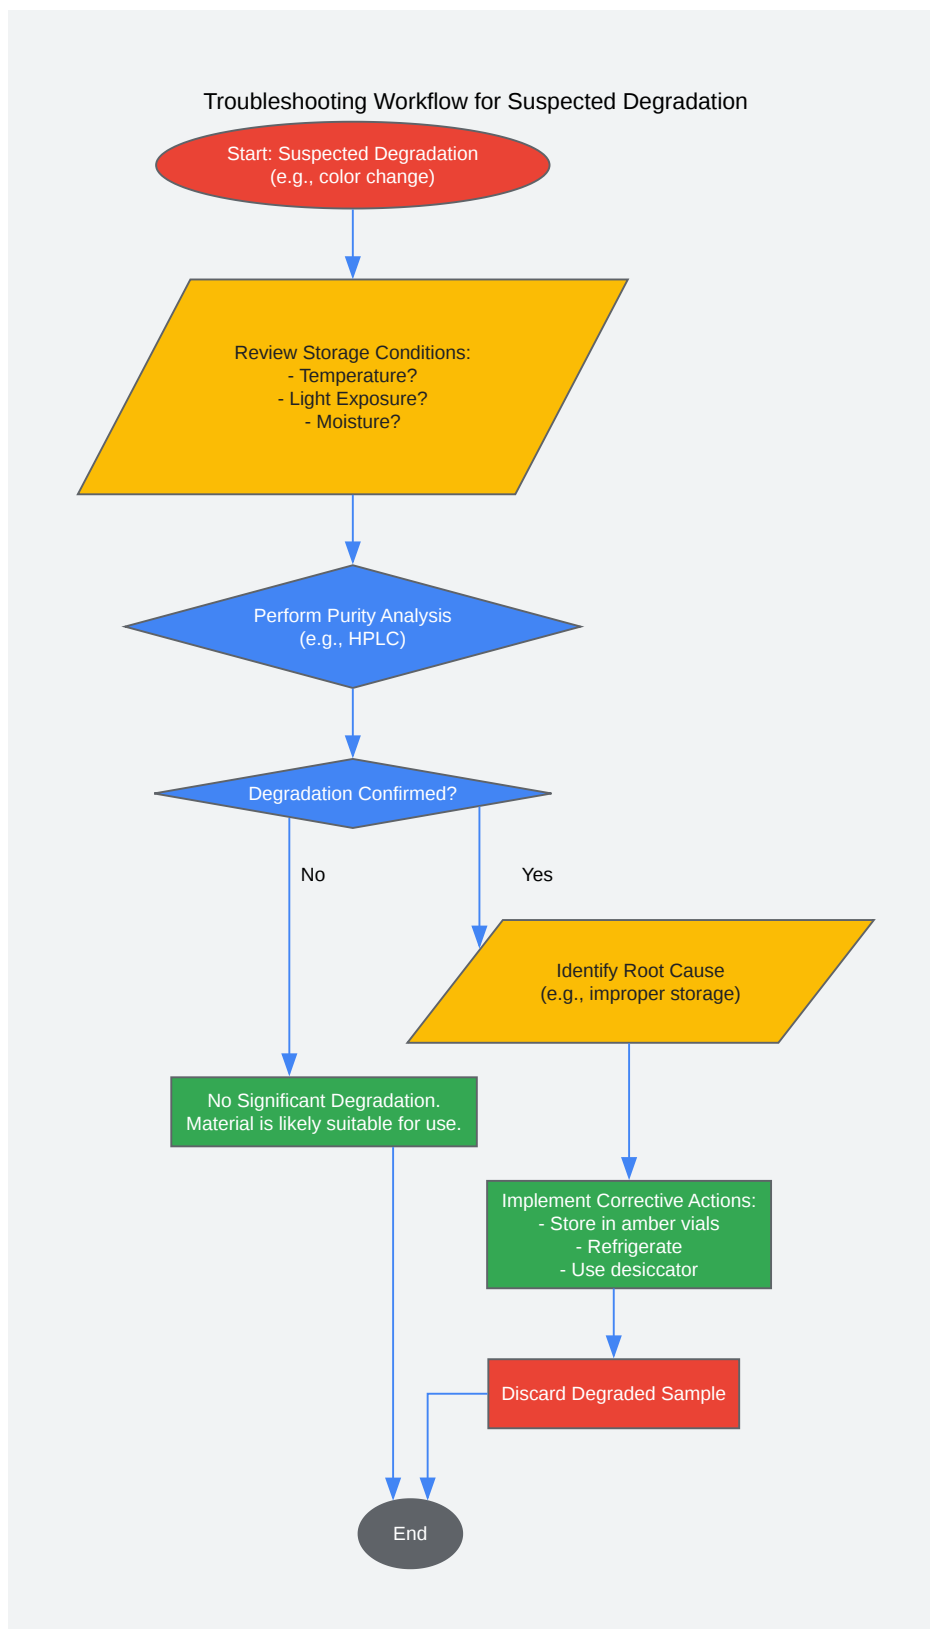 Troubleshooting Workflow for Suspected Degradation
Start: Suspected Degradation
(e.g., color change)
Review Storage Conditions:
- Temperature?
- Light Exposure?
- Moisture?
Perform Purity Analysis
(e.g., HPLC)
Degradation Confirmed?
No
Yes
Identify Root Cause
(e.g., improper storage)
No Significant Degradation.
Material is likely suitable for use.
Implement Corrective Actions:
- Store in amber vials
- Refrigerate
- Use desiccator
Discard Degraded Sample
End